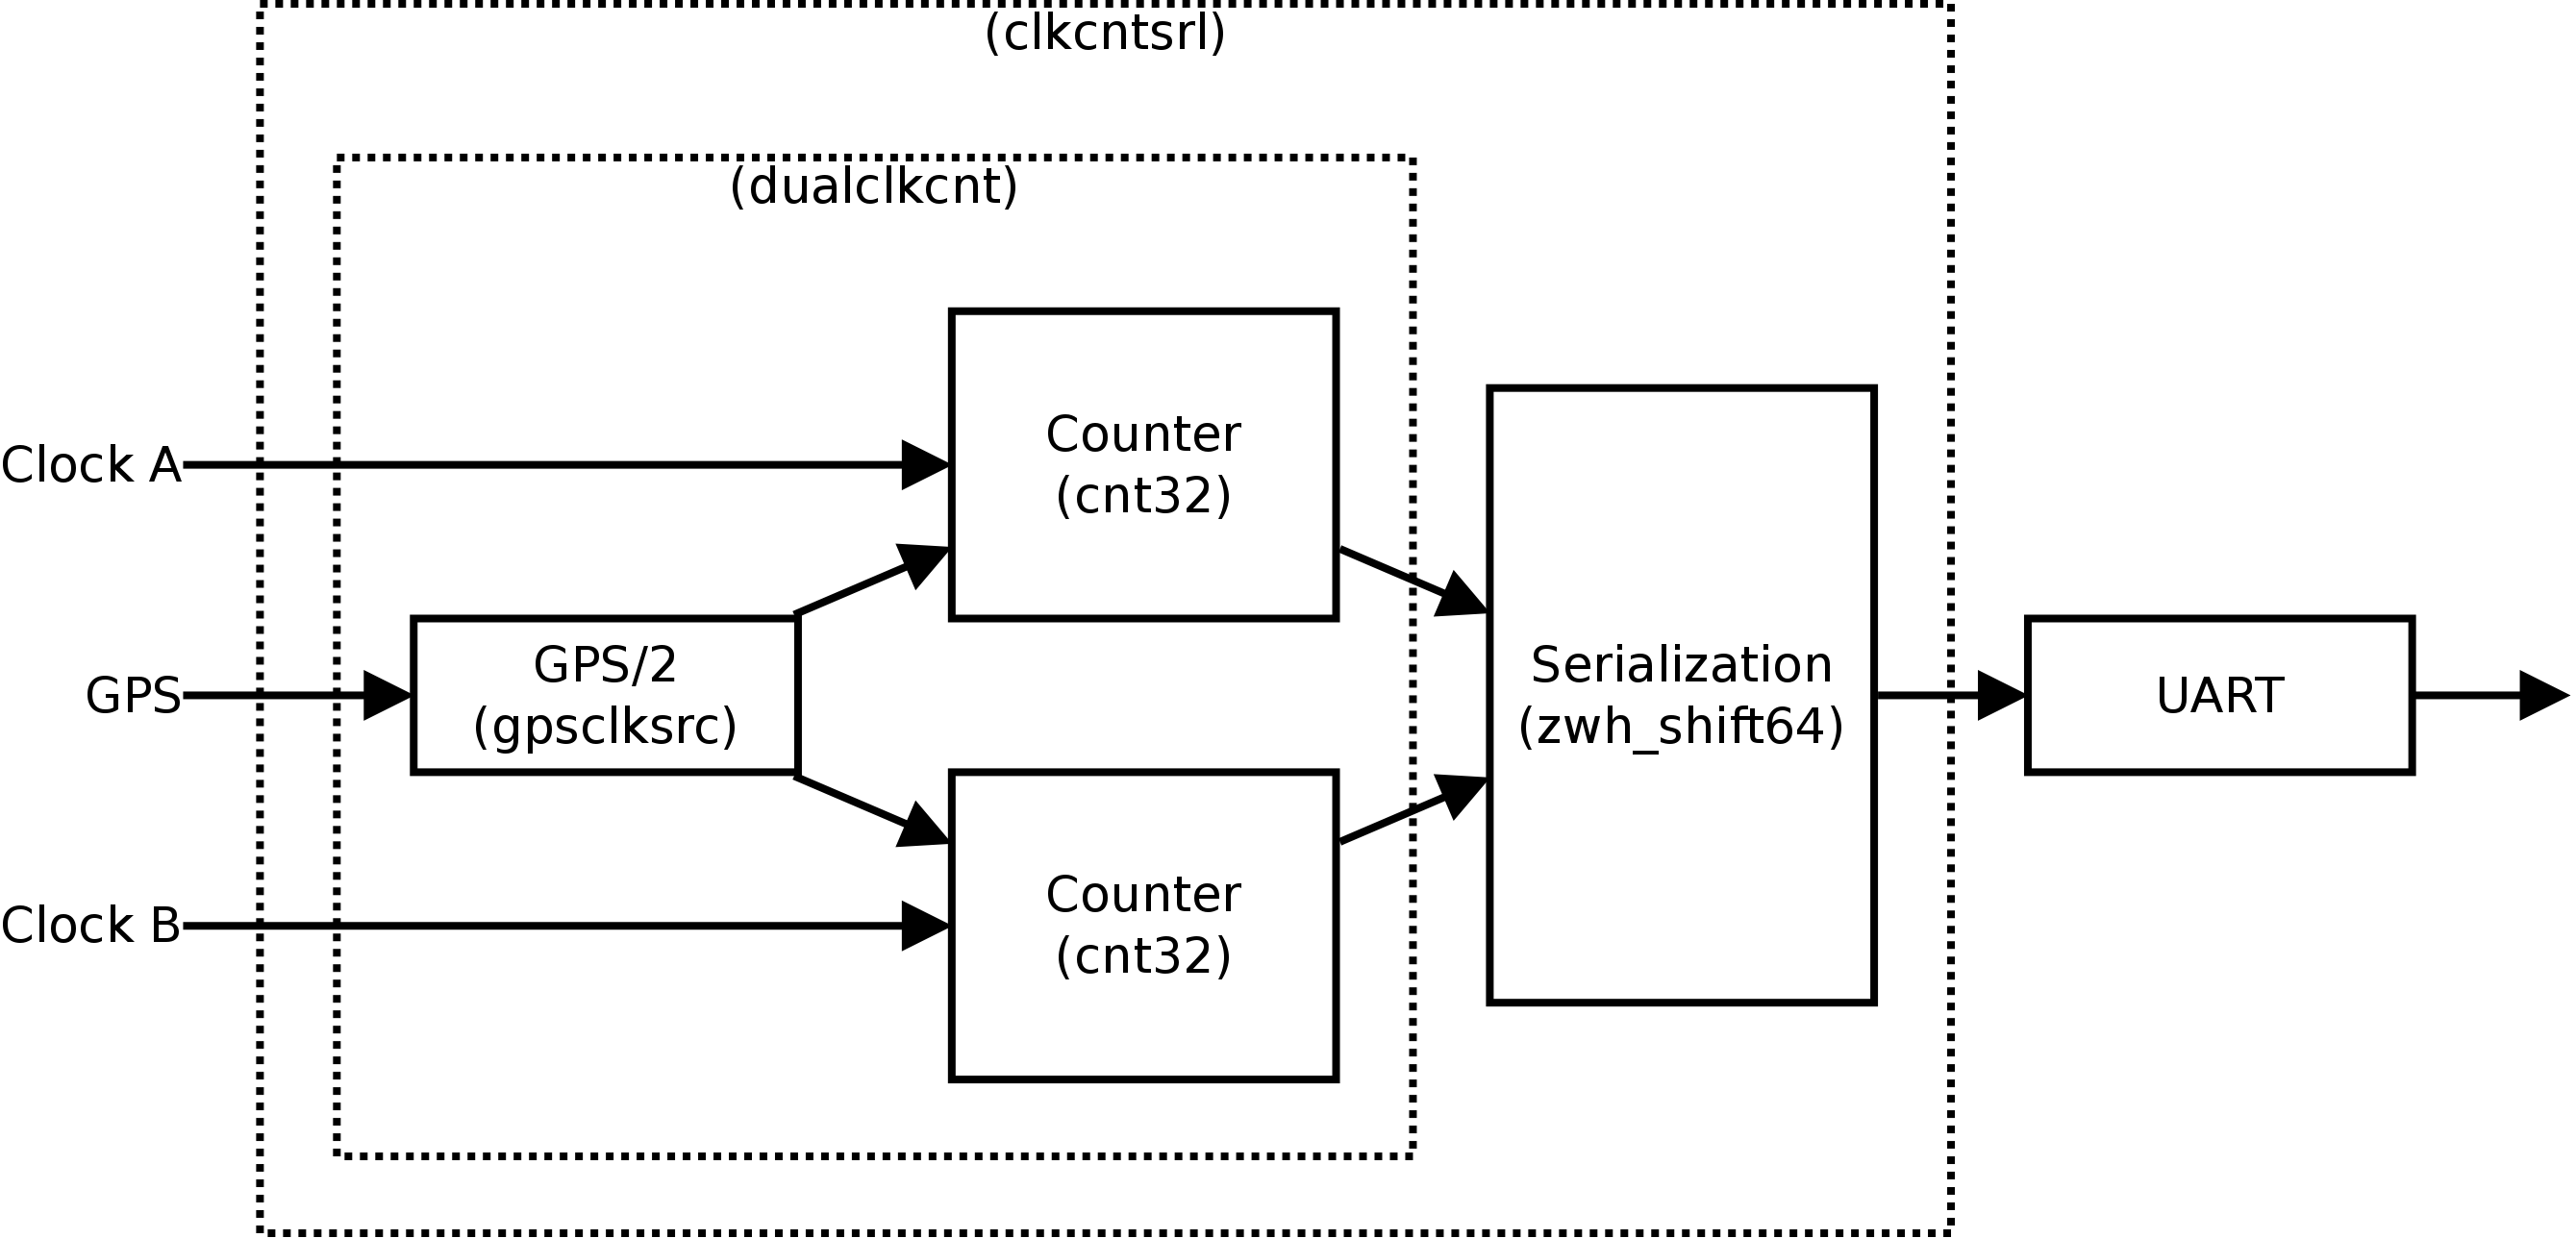 (clkcntsrl)
(dualclkcnt)
Clock A
Counter
(cnt32)
GPS
GPS/2
(gpsclksrc)
Serialization
(zwh_shift64)
UART
Clock B
Counter
(cnt32)